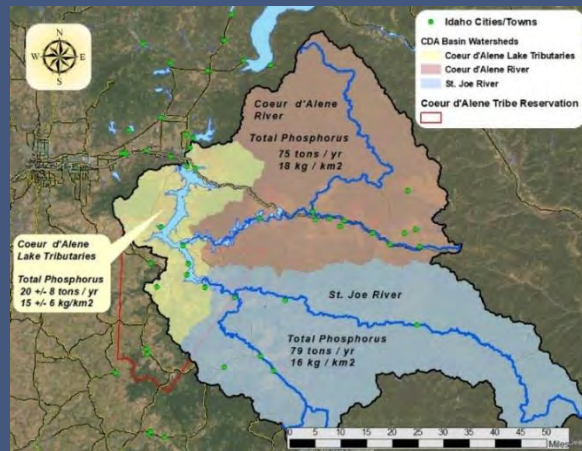 N
W
E
S
Idaho Cities/Towns
CDA Basin Watersheds
Coeur d'Alene Lake Tributaries
Coeur d'Alene River
St. Joe River
Coeur d'Alene Tribe Reservation
Coeur d'Alene
River
Total Phosphorus
75 tons / yr
18 kg / km2
Coeur d'Alene
Lake Tributaries
Total Phosphorus
20 +/- 8 tons / yr
15 +/- 6 kg/km2
St. Joe River
Total Phosphorus
79 tons / yr
16 kg / km2
0 5 10 15 20 25 30 35 40 45 50
Miles